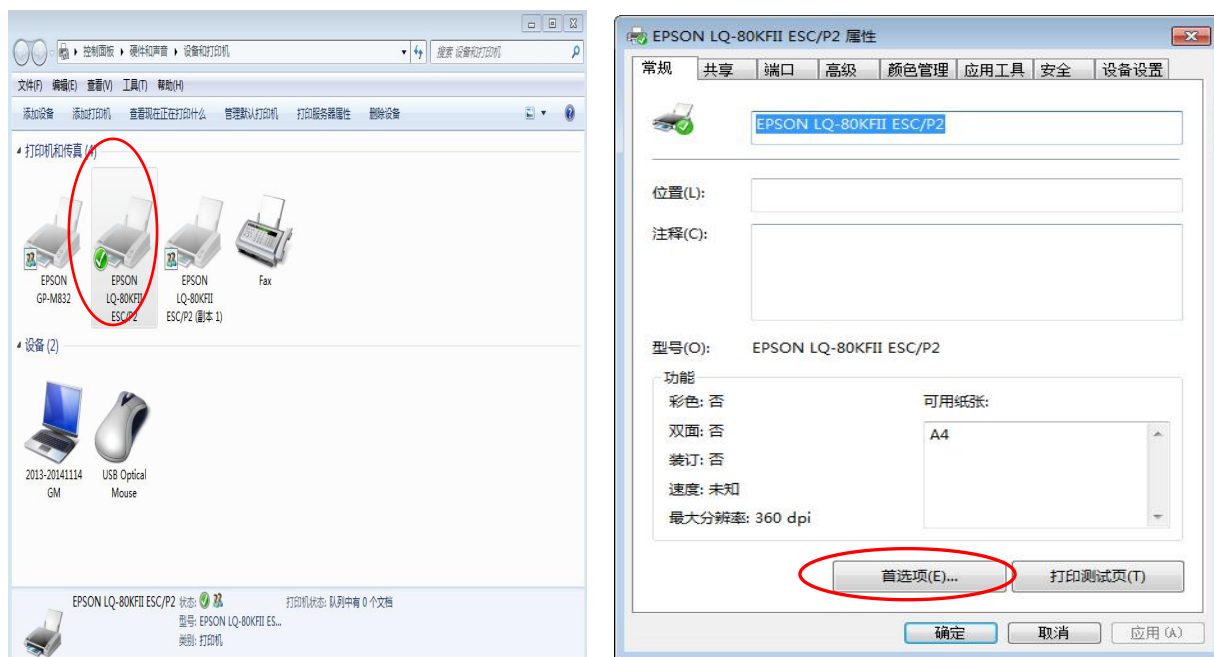 控制面板 ▸ 硬件和声音 ▸ 设备和打印机
搜索 设备和打印机
文件(F) 编辑(E) 查看(V) 工具(T) 帮助(H)
添加设备 添加打印机 查看现在正在打印什么 管理默认打印机 打印服务器属性 删除设备
打印机和传真 (4)
EPSON
GP-M832
EPSON
LQ-80KFII
ESC/P2
EPSON
LQ-80KFII
ESC/P2 (副本 1)
Fax
设备 (2)
2013-20141114
GM
USB Optical
Mouse
EPSON LQ-80KFII ESC/P2 状态:
打印机状态: 队列中有 0 个文档
型号: EPSON LQ-80KFII ES...
类别: 打印机
EPSON LQ-80KFII ESC/P2 属性
常规 共享 端口 高级 颜色管理 应用工具 安全 设备设置
EPSON LQ-80KFII ESC/P2
位置(L):
注释(C):
型号(O): EPSON LQ-80KFII ESC/P2
功能
彩色: 否
双面: 否
装订: 否
速度: 未知
最大分辨率: 360 dpi
可用纸张:
A4
首选项(E)... 打印测试页(T)
确定 取消 应用(A)